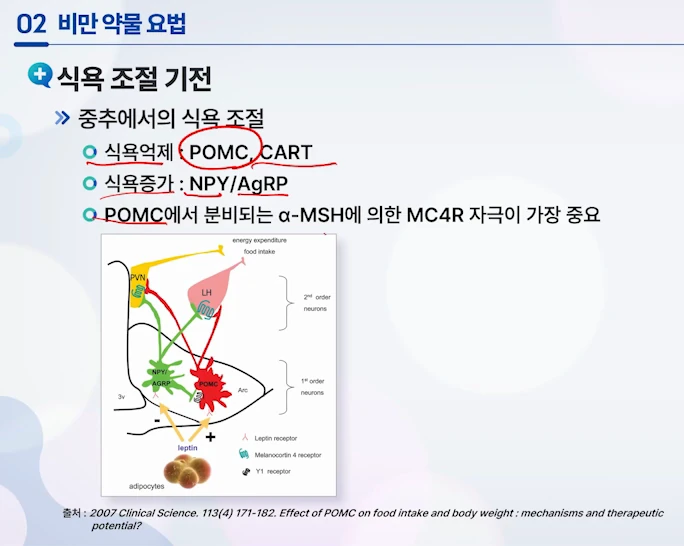 02 비만 약물 요법
식욕 조절 기전
중추에서의 식욕 조절
식욕억제 : POMC, CART
식욕증가 : NPY/AgRP
POMC에서 분비되는 α-MSH에 의한 MC4R 자극이 가장 중요
energy expenditure
food intake
PVN
LH
2nd order
neurons
NPY/
AGRP
POMC
Arc
1st order
neurons
3v
-
+
leptin
Leptin receptor
Melanocortin 4 receptor
Y1 receptor
adipocytes
출처 : 2007 Clinical Science. 113(4) 171-182. Effect of POMC on food intake and body weight : mechanisms and therapeutic
potential?